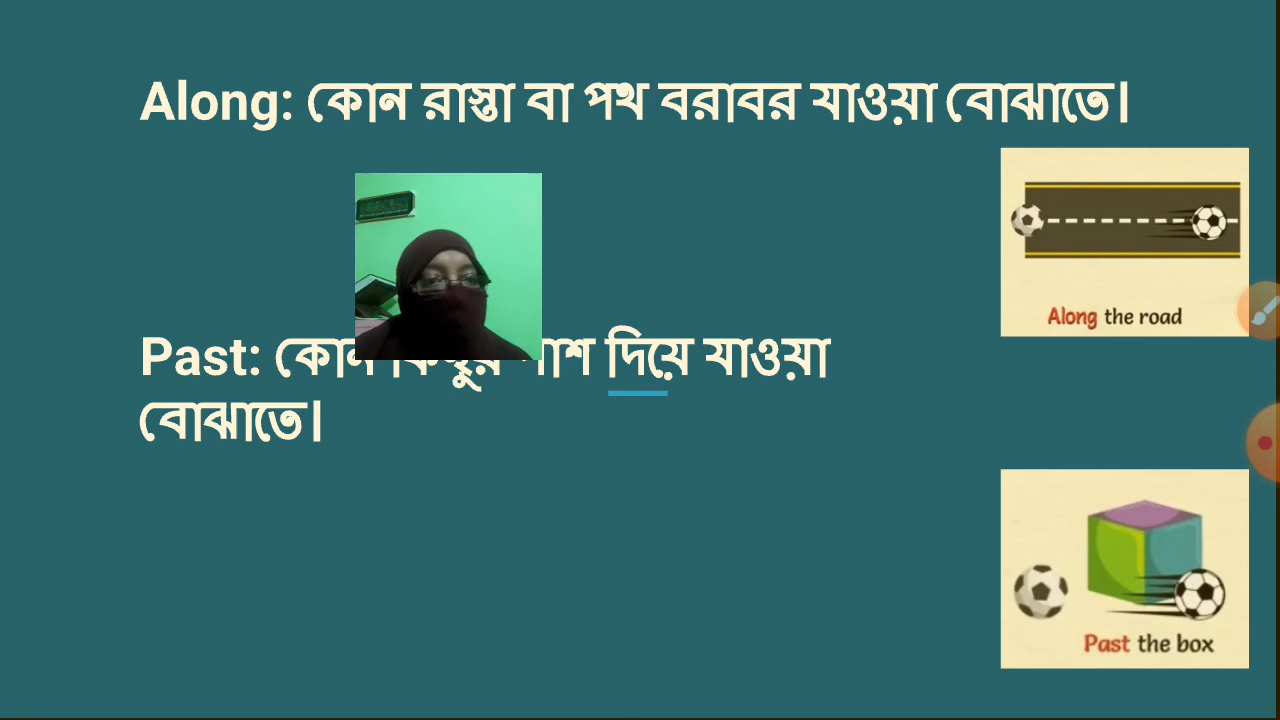 Along: কোন রাস্তা বা পথ বরাবর যাওয়া বোঝাতে।
Along the road
Past: কোন কিছুর পাশ দিয়ে যাওয়া
বোঝাতে।
Past the box